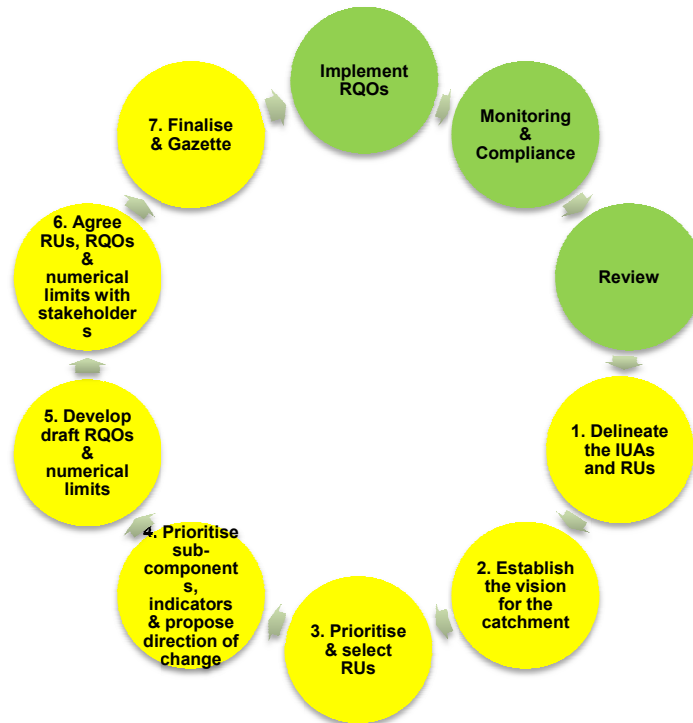 Implement
RQOs
Monitoring
&
Compliance
Review
1. Delineate
the IUAs
and RUs
2. Establish
the vision
for the
catchment
3. Prioritise
& select
RUs
4. Prioritise
sub-
component
s,
indicators
& propose
direction of
change
5. Develop
draft RQOs
&
numerical
limits
6. Agree
RUs, RQOs
&
numerical
limits with
stakeholder
s
7. Finalise
& Gazette